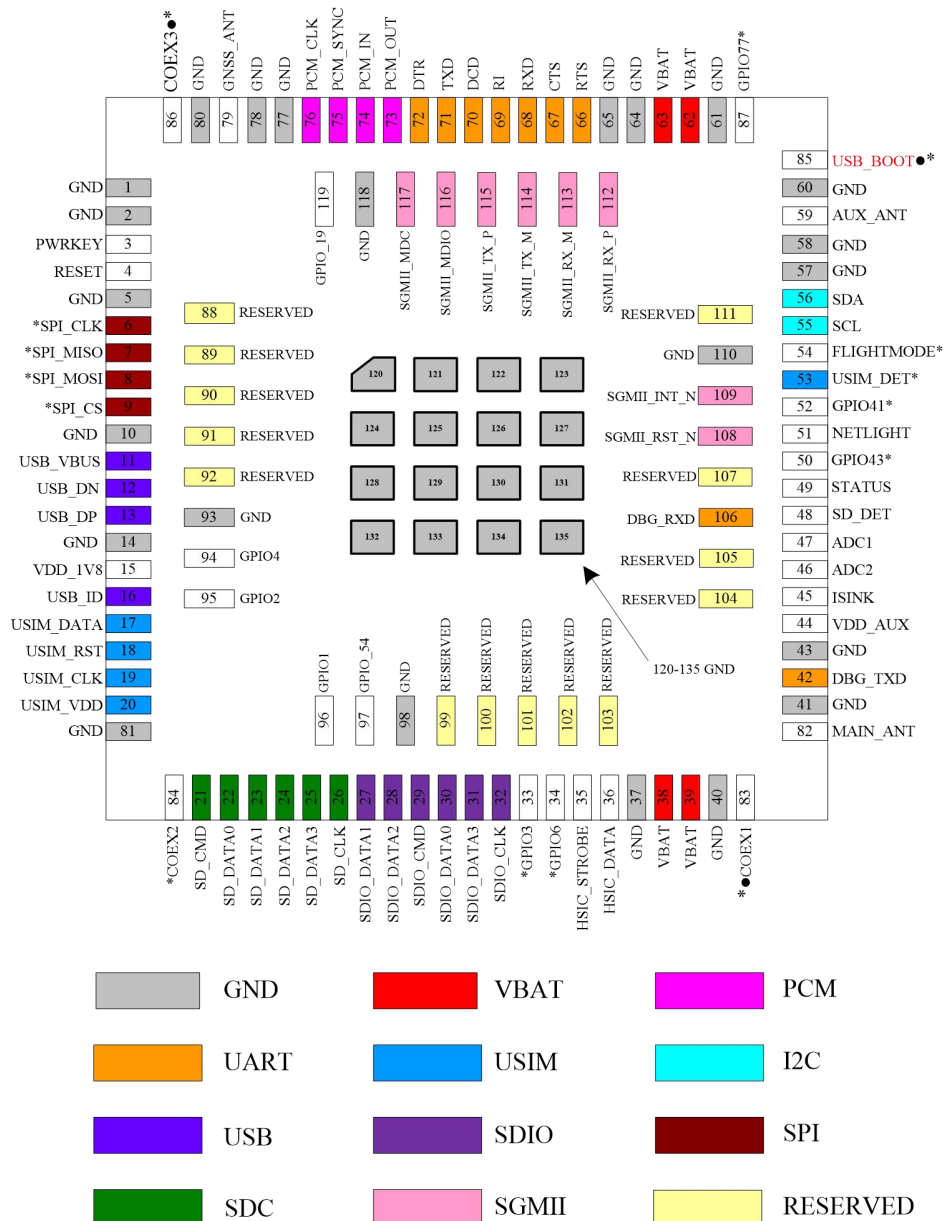 COEX3●*
GND
GNSS_ANT
GND
GND
PCM_CLK
PCM_SYNC
PCM_IN
PCM_OUT
DTR
TXD
DCD
RI
RXD
CTS
RTS
GND
GND
VBAT
VBAT
GND
GPIO77*
86
80
79
78
77
76
75
74
73
72
71
70
69
68
67
66
65
64
63
62
61
87
GND 1
GND 2
PWRKEY 3
RESET 4
GND 5
*SPI_CLK 6
*SPI_MISO 7
*SPI_MOSI 8
*SPI_CS 9
GND 10
USB_VBUS 11
USB_DN 12
USB_DP 13
GND 14
VDD_1V8 15
USB_ID 16
USIM_DATA 17
USIM_RST 18
USIM_CLK 19
USIM_VDD 20
GND 81
119
118
117
116
115
114
113
112
GPIO_19
GND
SGMII_MDC
SGMII_MDIO
SGMII_TX_P
SGMII_TX_M
SGMII_RX_M
SGMII_RX_P
88 RESERVED
89 RESERVED
90 RESERVED
91 RESERVED
92 RESERVED
93 GND
94 GPIO4
95 GPIO2
120 121 122 123
124 125 126 127
128 129 130 131
132 133 134 135
120-135 GND
RESERVED 111
GND 110
SGMII_INT_N 109
SGMII_RST_N 108
RESERVED 107
DBG_RXD 106
RESERVED 105
RESERVED 104
85 USB_BOOT●*
60 GND
59 AUX_ANT
58 GND
57 GND
56 SDA
55 SCL
54 FLIGHTMODE*
53 USIM_DET*
52 GPIO41*
51 NETLIGHT
50 GPIO43*
49 STATUS
48 SD_DET
47 ADC1
46 ADC2
45 ISINK
44 VDD_AUX
43 GND
42 DBG_TXD
41 GND
82 MAIN_ANT
GPIO1
GPIO_54
GND
RESERVED
RESERVED
RESERVED
RESERVED
RESERVED
96
97
98
99
100
101
102
103
84
21
22
23
24
25
26
27
28
29
30
31
32
33
34
35
36
37
38
39
40
83
*COEX2
SD_CMD
SD_DATA0
SD_DATA1
SD_DATA2
SD_DATA3
SD_CLK
SDIO_DATA1
SDIO_DATA2
SDIO_CMD
SDIO_DATA0
SDIO_DATA3
SDIO_CLK
*GPIO3
*GPIO6
HSIC_STROBE
HSIC_DATA
GND
VBAT
VBAT
GND
*●COEX1
GND VBAT PCM
UART USIM I2C
USB SDIO SPI
SDC SGMII RESERVED